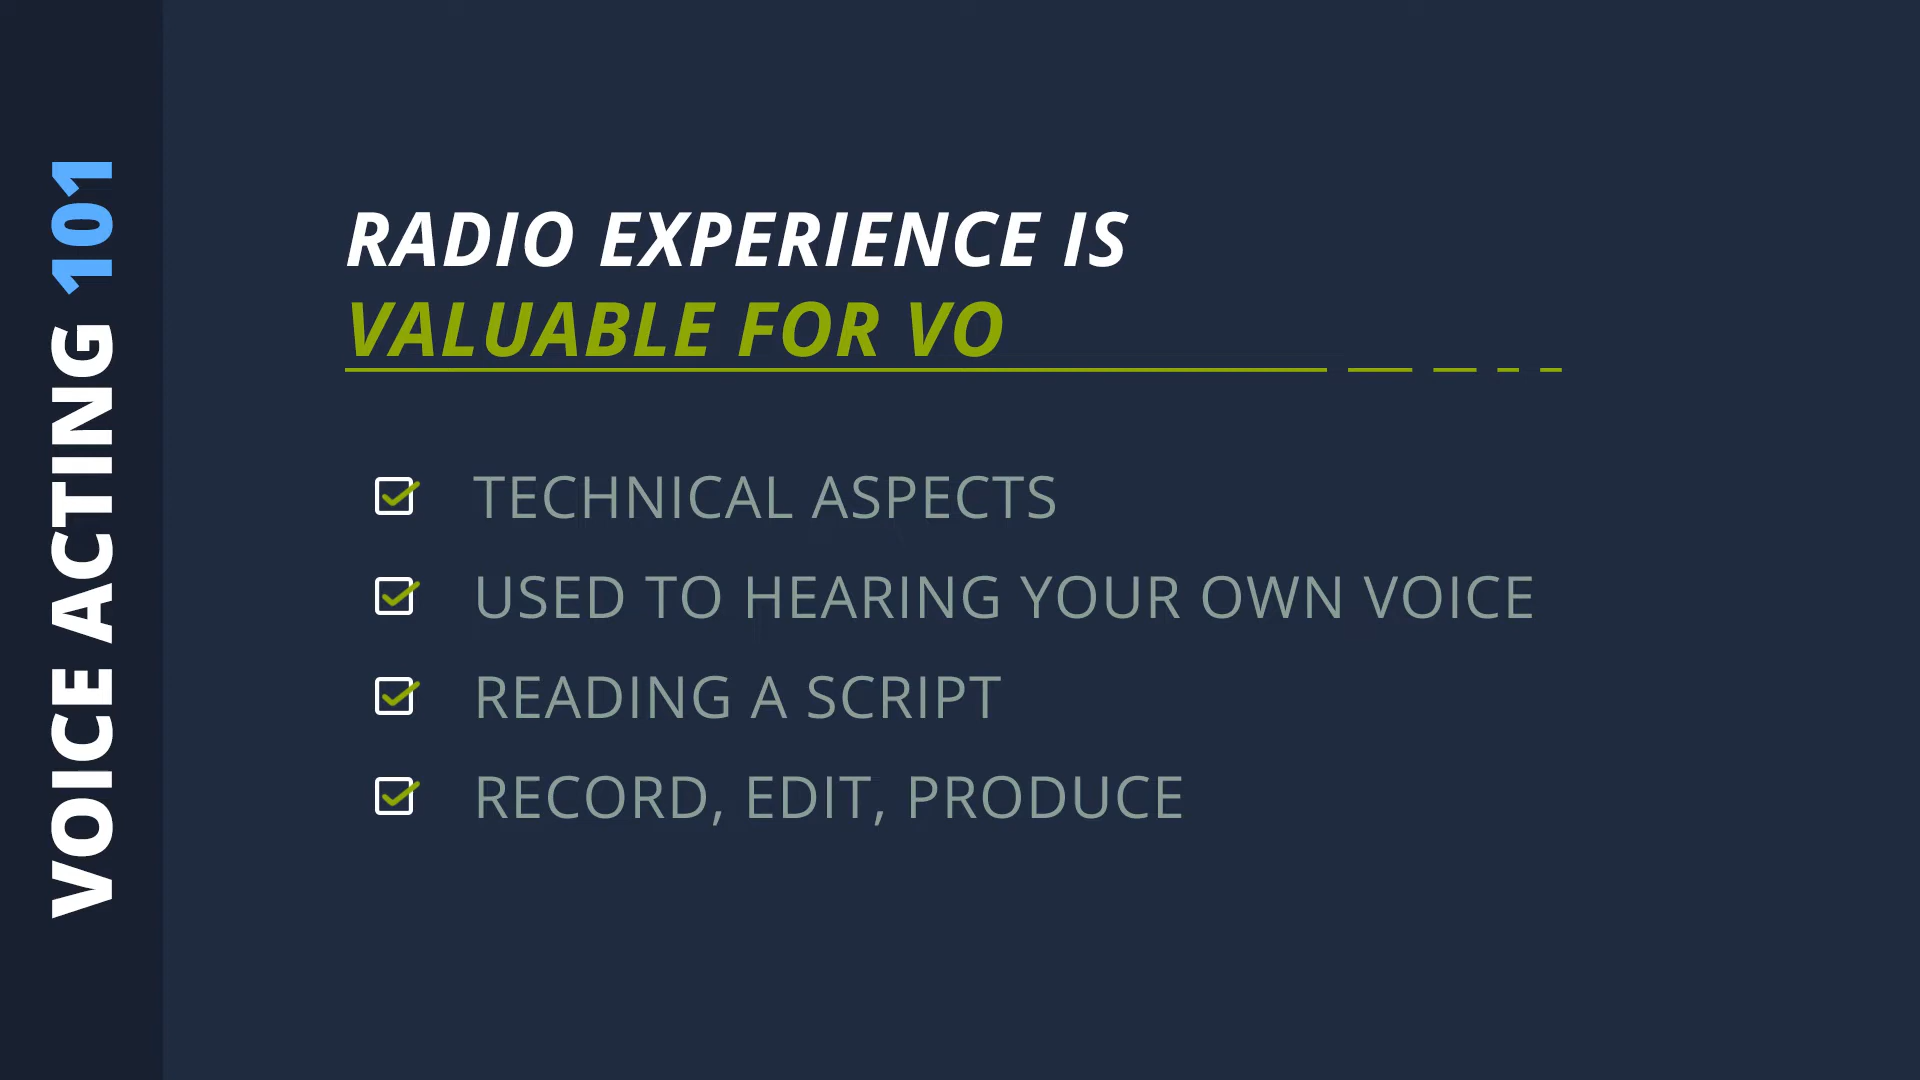 VOICE ACTING 101
RADIO EXPERIENCE IS
VALUABLE FOR VO
TECHNICAL ASPECTS
USED TO HEARING YOUR OWN VOICE
READING A SCRIPT
RECORD, EDIT, PRODUCE